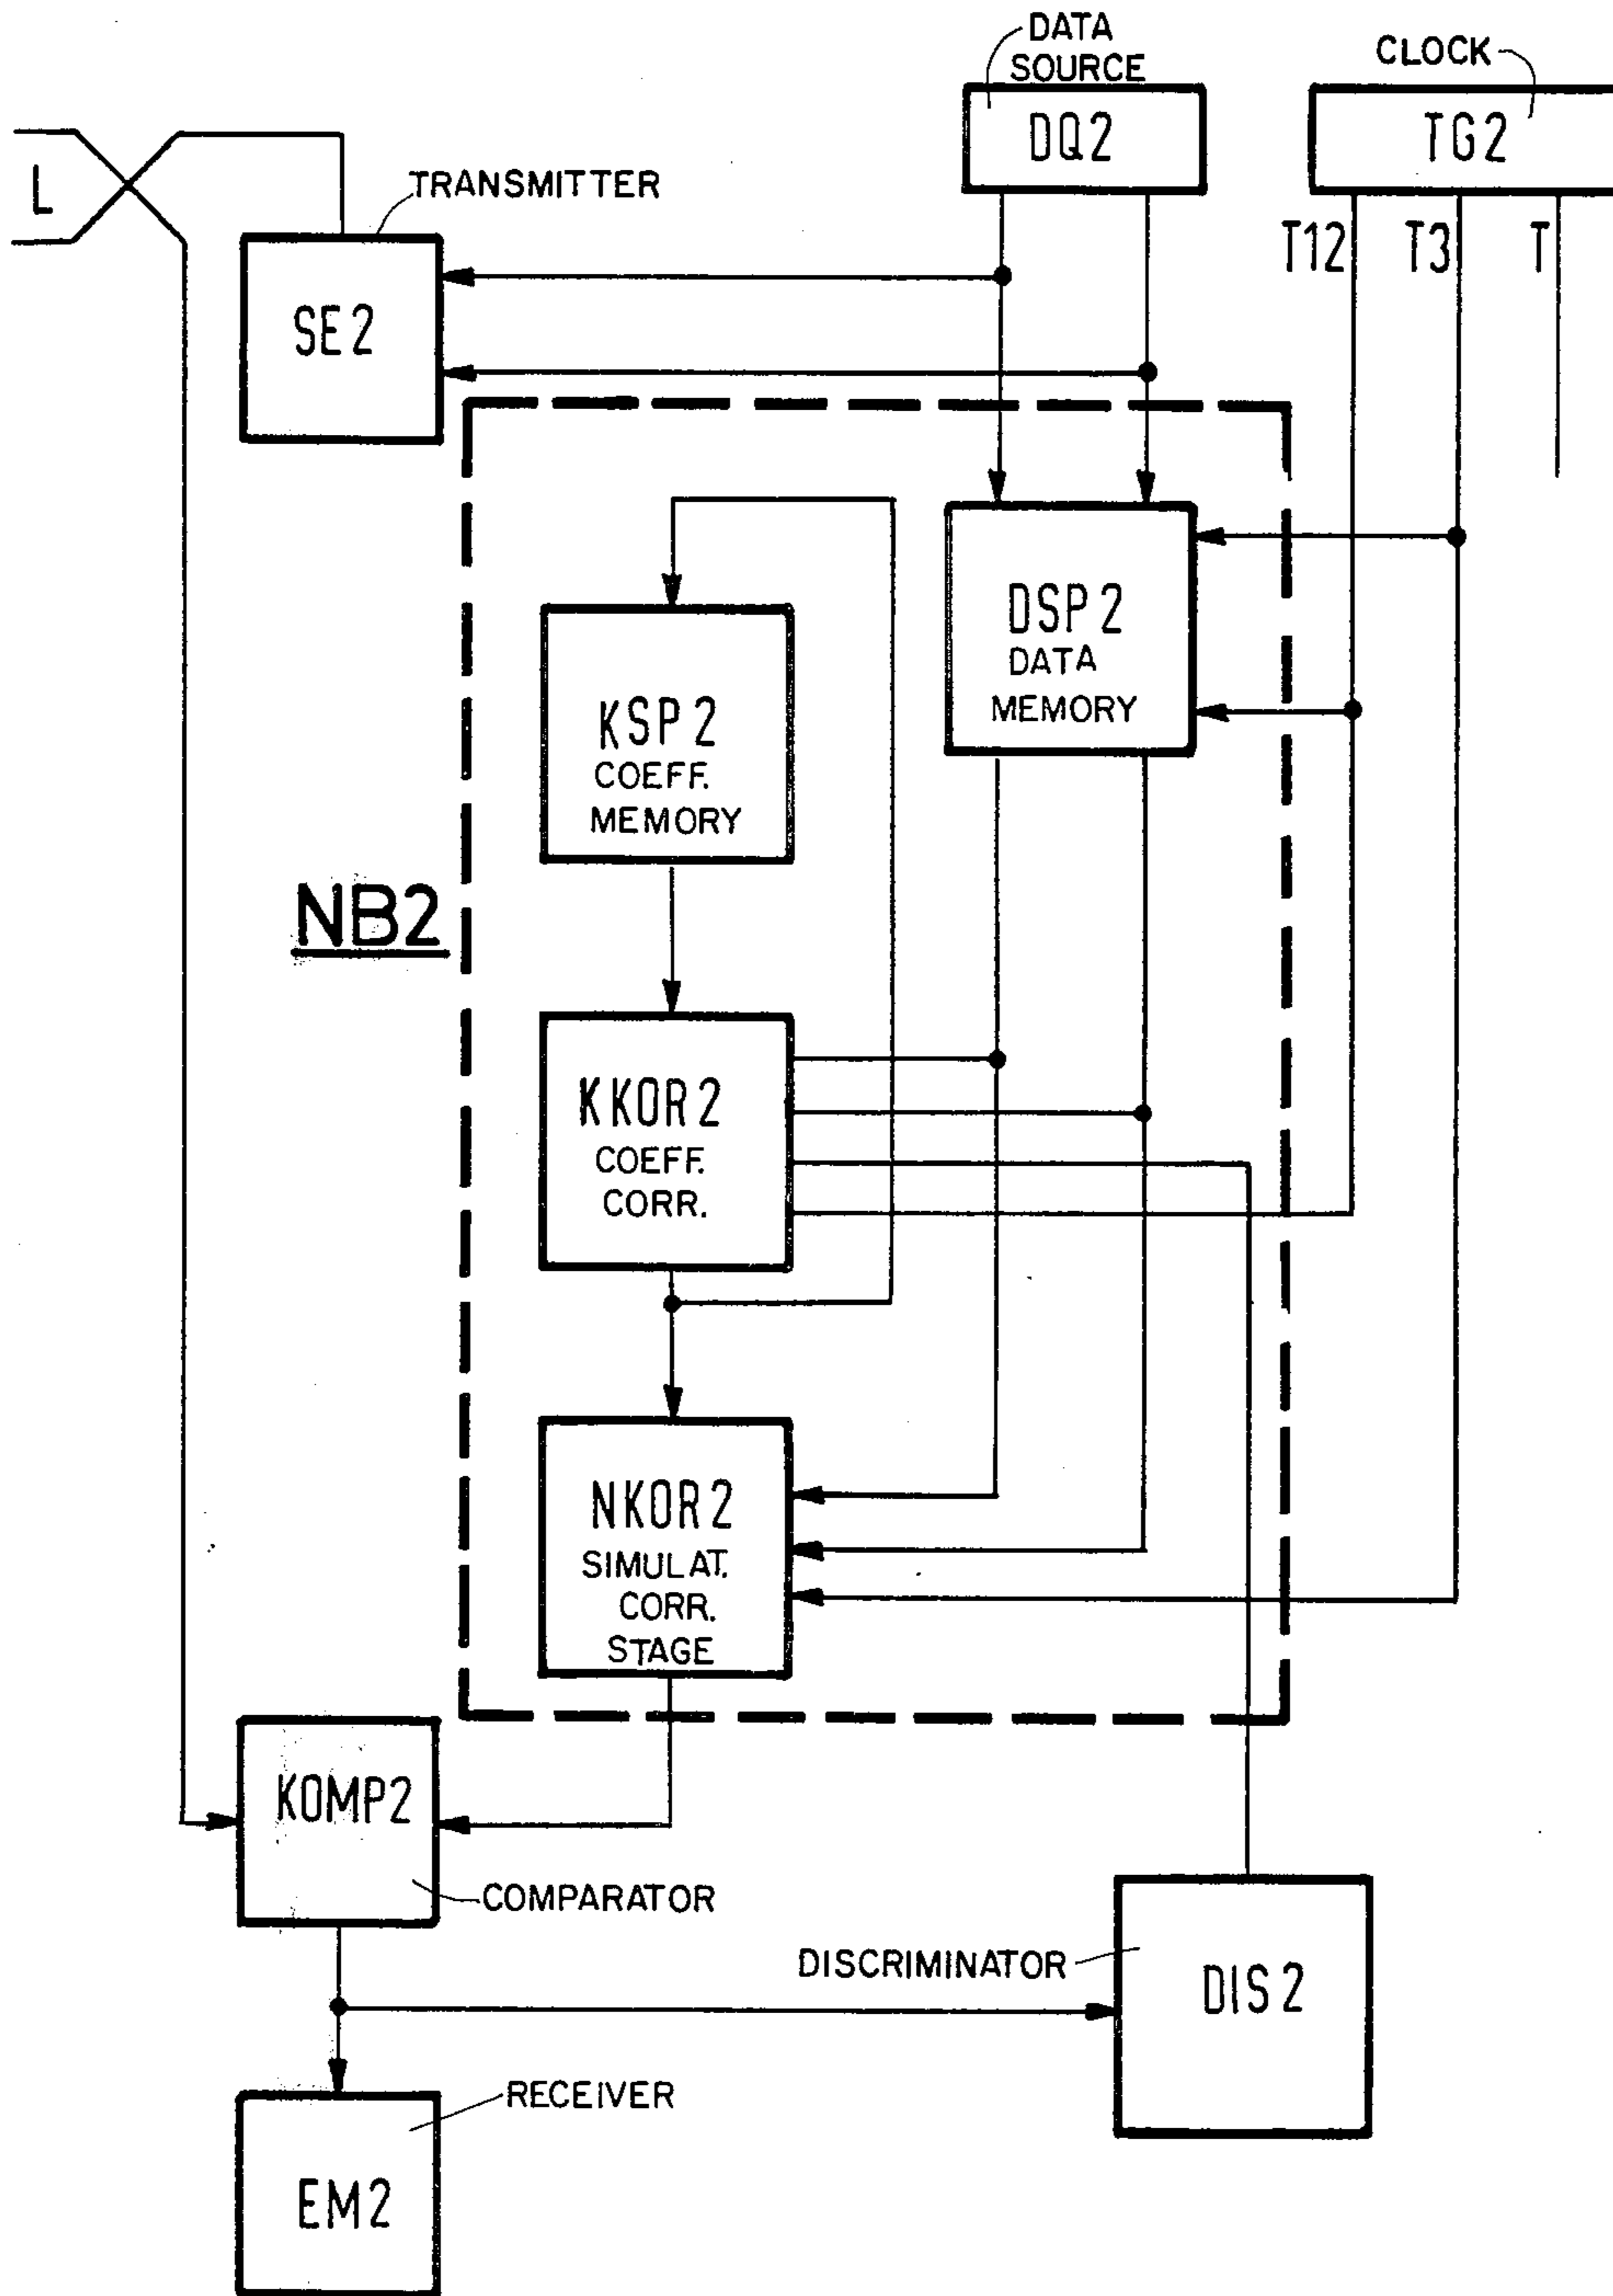 DATA
SOURCE
CLOCK
DQ2
TG2
L
TRANSMITTER
T12
T3
T
SE2
DSP2
DATA
MEMORY
KSP2
COEFF.
MEMORY
NB2
KKOR2
COEFF.
CORR.
NKOR2
SIMULAT.
CORR.
STAGE
KOMP2
COMPARATOR
DISCRIMINATOR
DIS2
RECEIVER
EM2